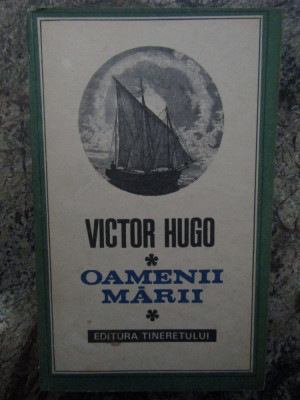 VICTOR HUGO
*
OAMENII
MĂRII
*
EDITURA TINERETULUI